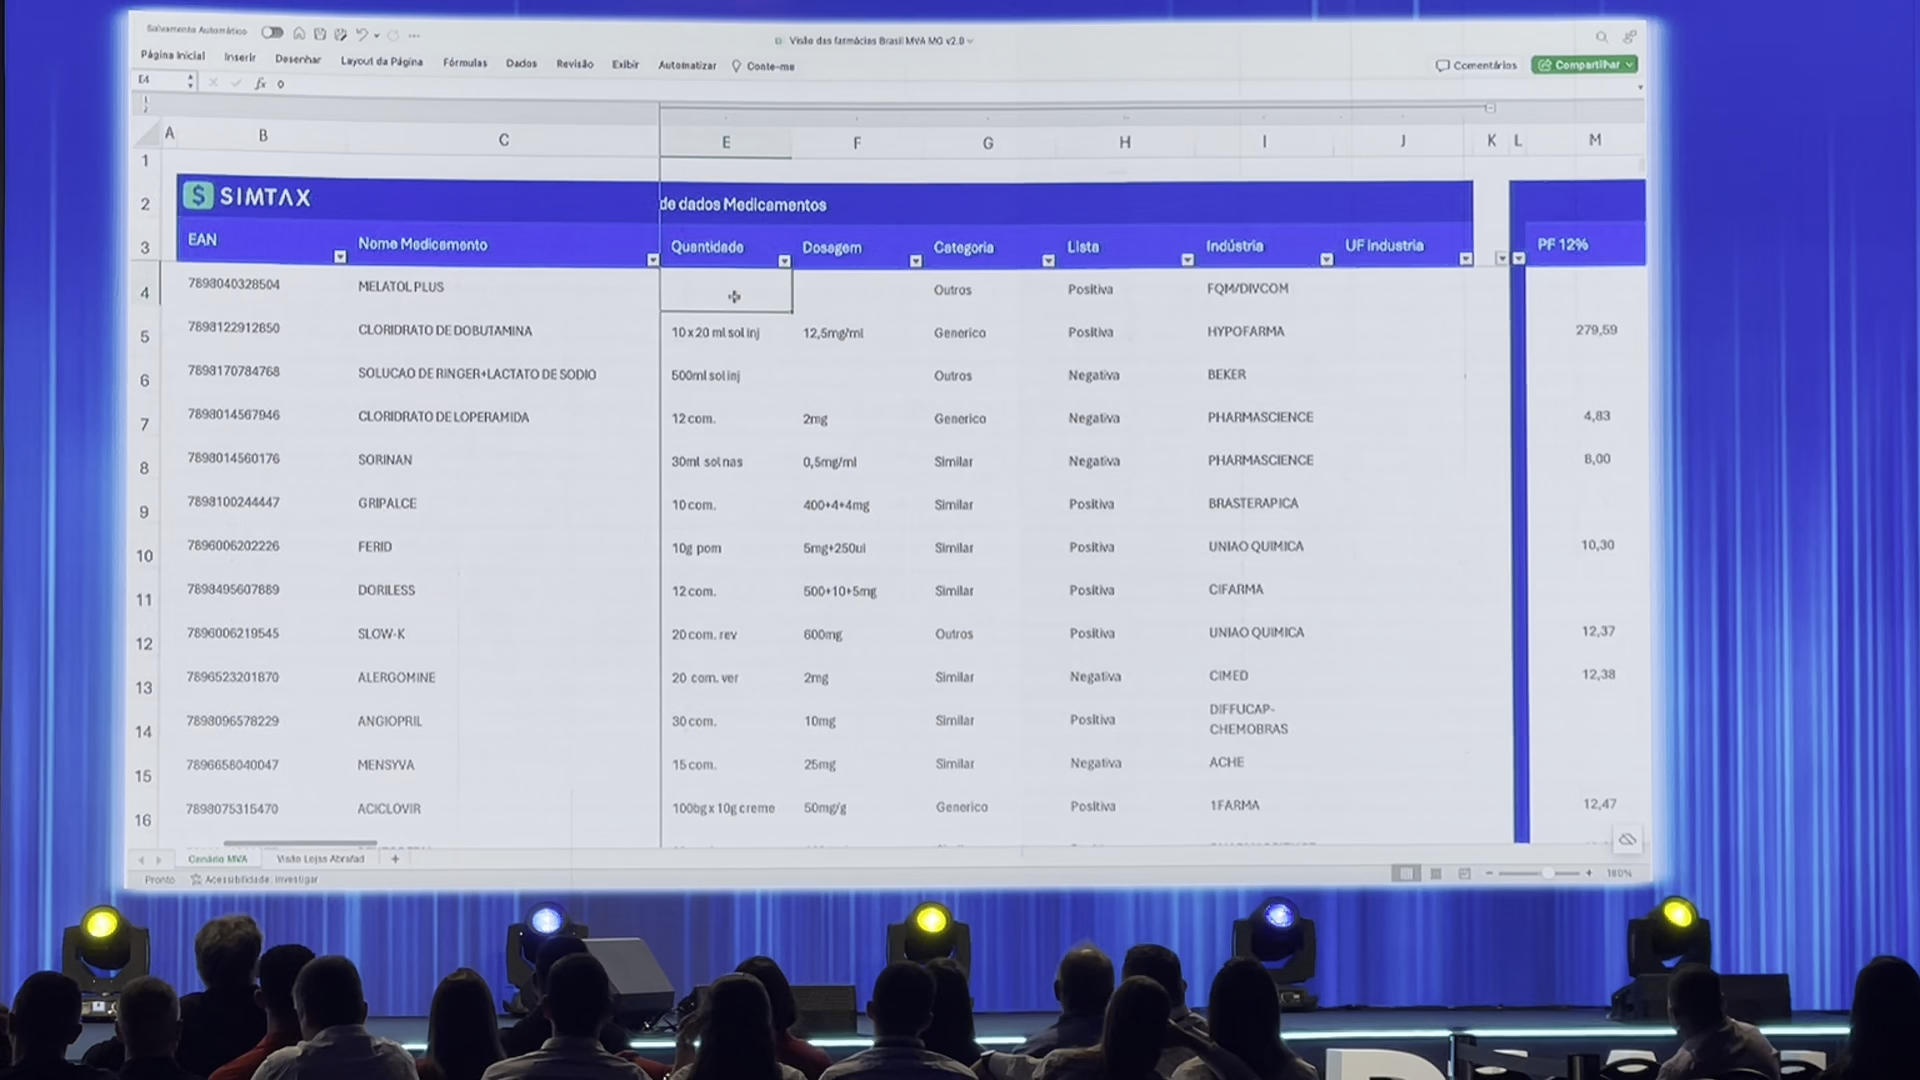 Salvamento Automático
Visão das farmácias Brasil MVA MG v2.0
Página Inicial Inserir Desenhar Layout da Página Fórmulas Dados Revisão Exibir Automatizar Conte-me Comentários Compartilhar
E4 fx 0
A B C E F G H I J K L M
1
2 $ SIMTAX de dados Medicamentos
3 EAN Nome Medicamento Quantidade Dosagem Categoria Lista Indústria UF Industria PF 12%
4 7898040328504 MELATOL PLUS Outros Positiva FQM/DIVCOM
5 7898122912850 CLORIDRATO DE DOBUTAMINA 10 x 20 ml sol inj 12,5mg/ml Generico Positiva HYPOFARMA 279,59
6 7898170784768 SOLUCAO DE RINGER+LACTATO DE SODIO 500ml sol inj Outros Negativa BEKER
7 7898014567946 CLORIDRATO DE LOPERAMIDA 12 com. 2mg Generico Negativa PHARMASCIENCE 4,83
8 7898014560176 SORINAN 30ml sol nas 0,5mg/ml Similar Negativa PHARMASCIENCE 8,00
9 7898100244447 GRIPALCE 10 com. 400+4+4mg Similar Positiva BRASTERAPICA
10 7896006202226 FERID 10g pom 5mg+250ui Similar Positiva UNIAO QUIMICA 10,30
11 7898495607889 DORILESS 12 com. 500+10+5mg Similar Positiva CIFARMA
12 7896006219545 SLOW-K 20 com. rev 600mg Outros Positiva UNIAO QUIMICA 12,37
13 7896523201870 ALERGOMINE 20 com. ver 2mg Similar Negativa CIMED 12,38
14 7898096578229 ANGIOPRIL 30 com. 10mg Similar Positiva DIFFUCAP-
CHEMOBRAS
15 7896658040047 MENSYVA 15 com. 25mg Similar Negativa ACHE
16 7898075315470 ACICLOVIR 100bg x 10g creme 50mg/g Generico Positiva 1FARMA 12,47
Cenário MVA Visão Lojas Abrafad +
Pronto Acessibilidade: investigar 180%